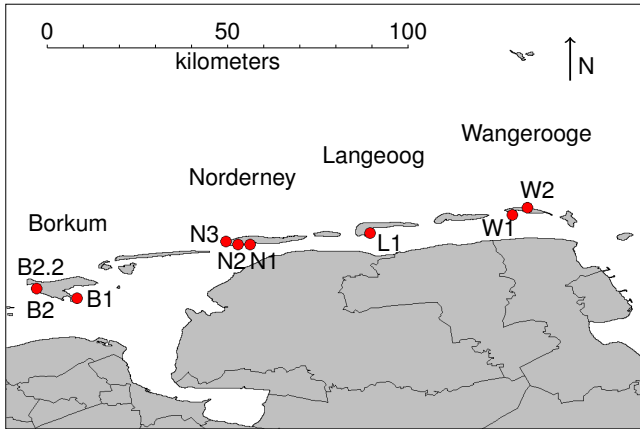 0 50 100
kilometers
N
Wangerooge
Langeoog
Norderney
W2
W1
Borkum
N3
L1
N2 N1
B2.2
B1
B2